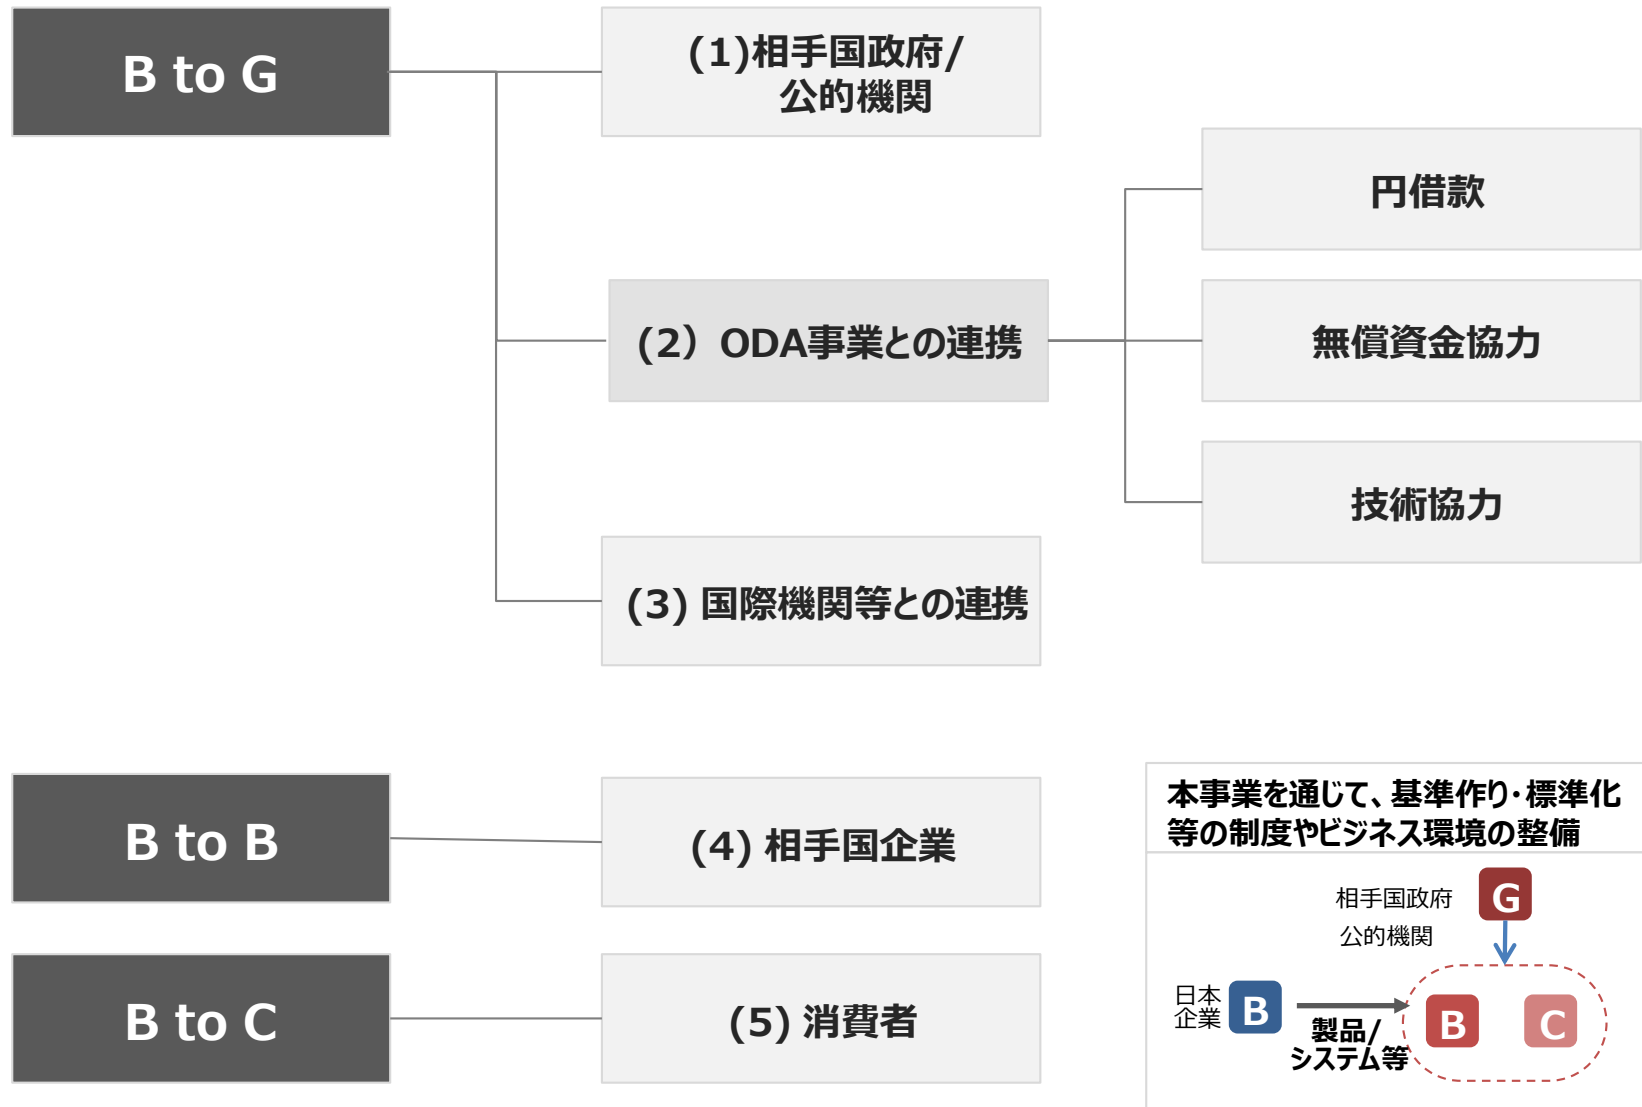 B to G
(1)相手国政府/
公的機関
円借款
(2）ODA事業との連携
無償資金協力
技術協力
(3) 国際機関等との連携
B to B
(4) 相手国企業
B to C
(5) 消費者
本事業を通じて、基準作り・標準化
等の制度やビジネス環境の整備
相手国政府
公的機関
G
日本
企業
B
製品/
システム等
B
C